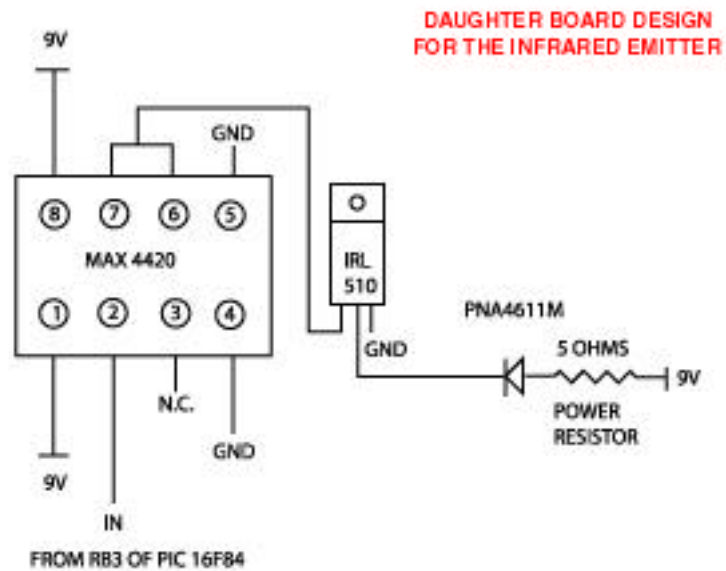 DAUGHTER BOARD DESIGN
FOR THE INFRARED EMITTER
9V
GND
8
7
6
5
MAX 4420
1
2
3
4
IRL
510
GND
PNA4611M
5 OHMS
9V
POWER
RESISTOR
N.C.
GND
9V
IN
FROM RB3 OF PIC 16F84